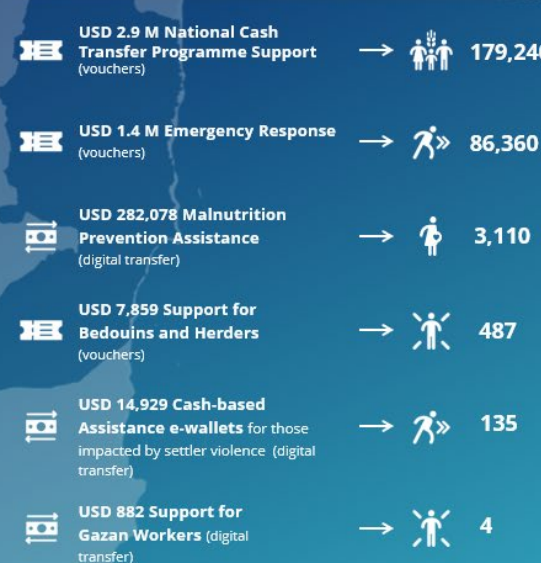 USD 2.9 M National Cash
Transfer Programme Support
(vouchers)
179,24
USD 1.4 M Emergency Response
(vouchers)
86,360
USD 282,078 Malnutrition
Prevention Assistance
(digital transfer)
3,110
USD 7,859 Support for
Bedouins and Herders
(vouchers)
487
USD 14,929 Cash-based
Assistance e-wallets for those
impacted by settler violence (digital
transfer)
135
USD 882 Support for
Gazan Workers (digital
transfer)
4